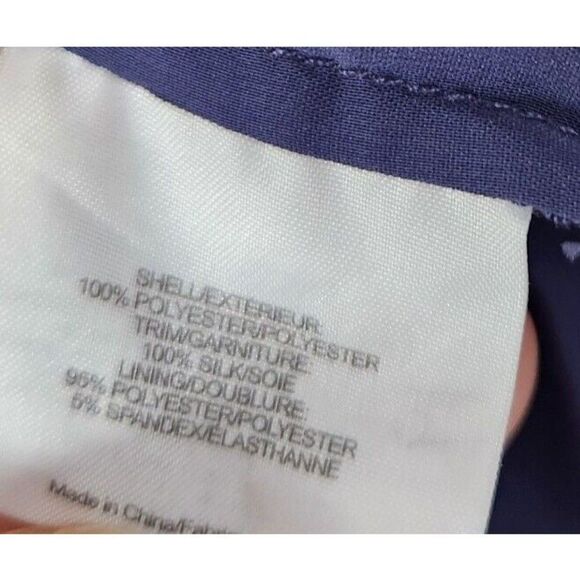 SHELL/EXTERIEUR:
100% POLYESTER/POLYESTER
TRIM/GARNITURE:
100% SILK/SOIE
LINING/DOUBLURE:
95% POLYESTER/POLYESTER
5% SPANDEX/ÉLASTHANNE
Made in China/Fabri